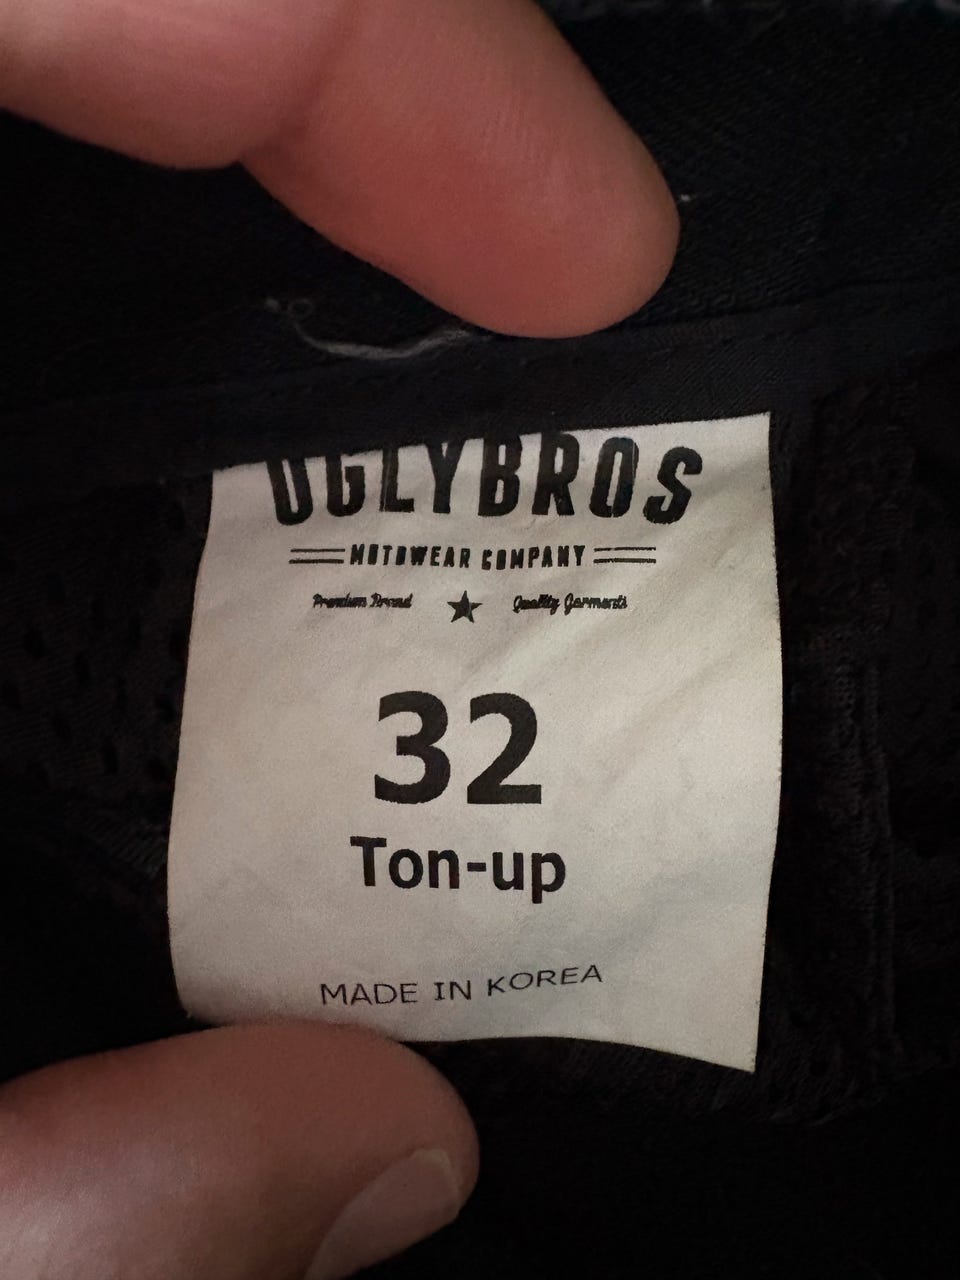 UGLYBROS
MOTOWEAR COMPANY
Premium Brand ★ Quality Garments
32
Ton-up
MADE IN KOREA